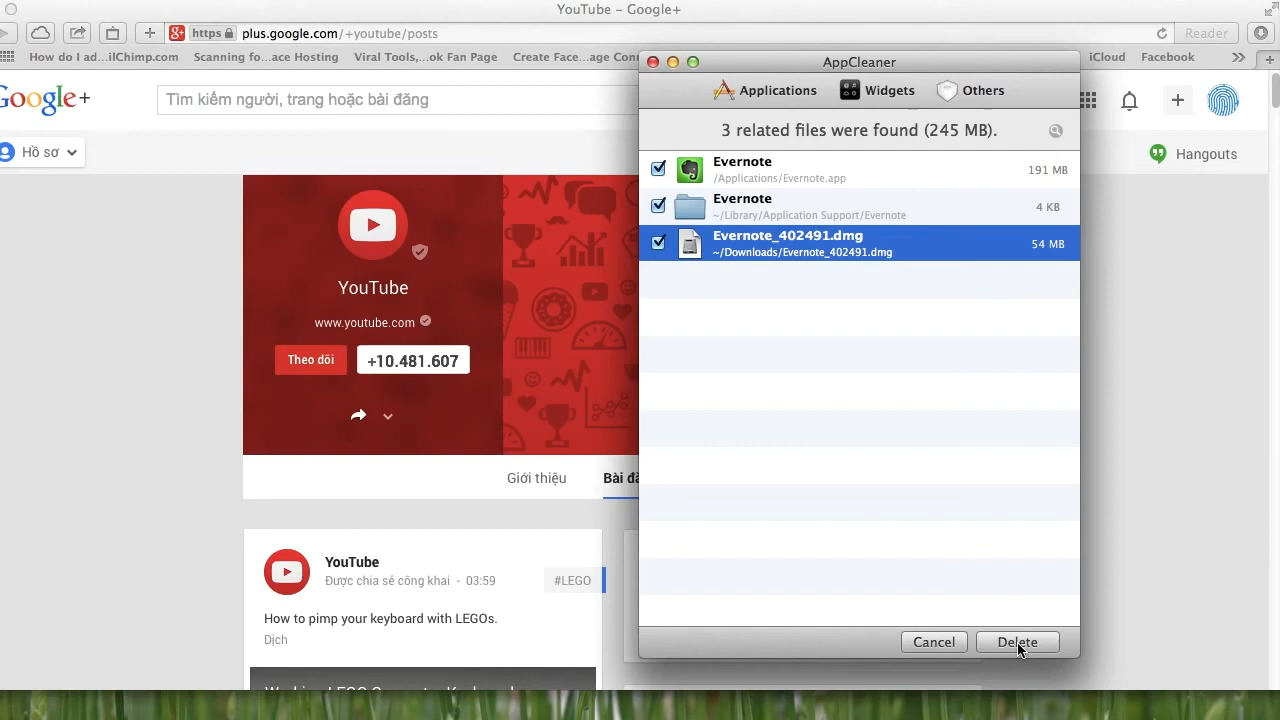 YouTube – Google+
https plus.google.com/+youtube/posts
Reader
How do I ad...ilChimp.com Scanning fo...ace Hosting Viral Tools,...ok Fan Page Create Face...age Con iCloud Facebook
Google+
Tìm kiếm người, trang hoặc bài đăng
Hồ sơ
Hangouts
YouTube
www.youtube.com
Theo dõi +10.481.607
Giới thiệu Bài đă
YouTube
Được chia sẻ công khai - 03:59
#LEGO
How to pimp your keyboard with LEGOs.
Dịch
AppCleaner
Applications Widgets Others
3 related files were found (245 MB).
Evernote
/Applications/Evernote.app
191 MB
Evernote
~/Library/Application Support/Evernote
4 KB
Evernote_402491.dmg
~/Downloads/Evernote_402491.dmg
54 MB
Cancel Delete